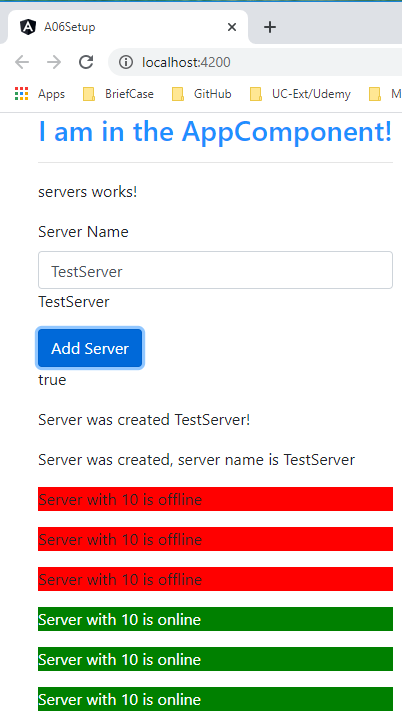 A06Setup
localhost:4200
Apps BriefCase GitHub UC-Ext/Udemy M
I am in the AppComponent!
servers works!
Server Name
TestServer
TestServer
Add Server
true
Server was created TestServer!
Server was created, server name is TestServer
Server with 10 is offline
Server with 10 is offline
Server with 10 is offline
Server with 10 is online
Server with 10 is online
Server with 10 is online